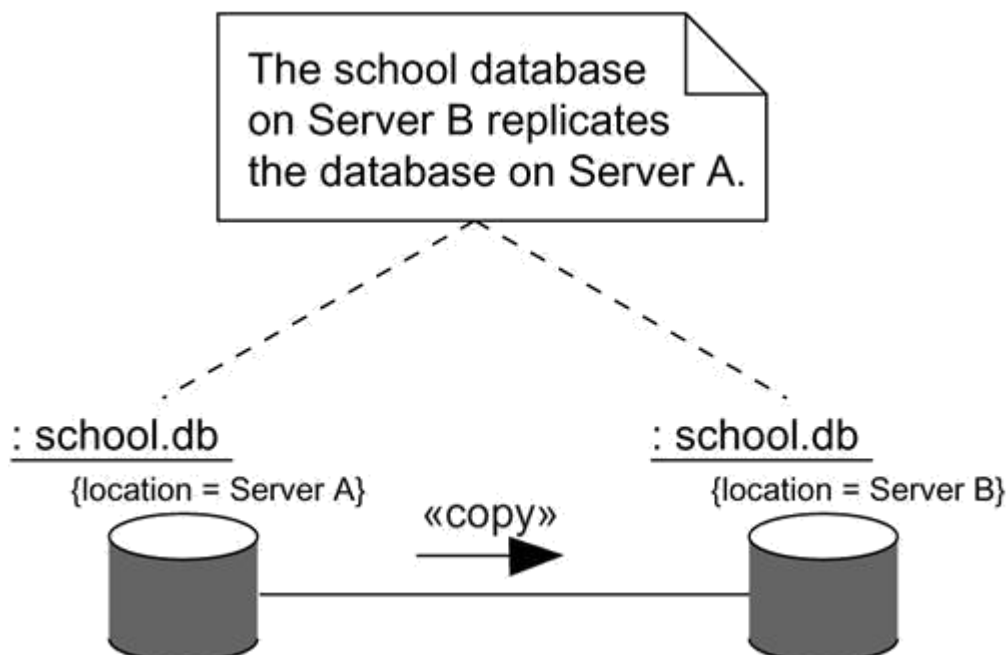 The school database
on Server B replicates
the database on Server A.
: school.db
{location = Server A}
: school.db
{location = Server B}
«copy»